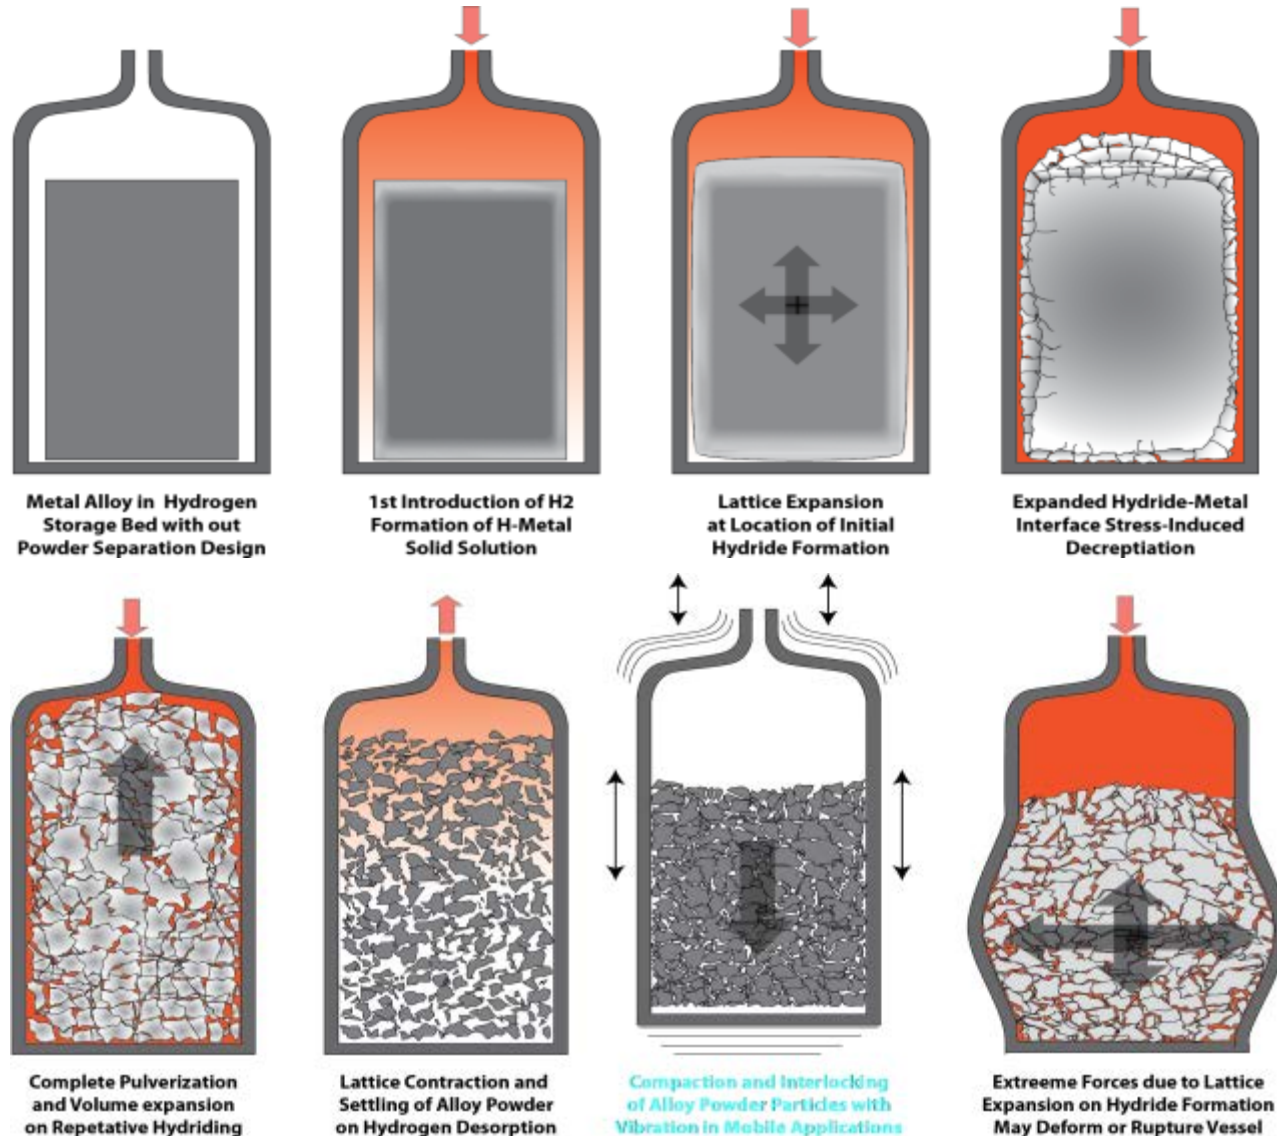 Metal Alloy in Hydrogen
Storage Bed with out
Powder Separation Design
1st Introduction of H2
Formation of H-Metal
Solid Solution
Lattice Expansion
at Location of Initial
Hydride Formation
Expanded Hydride-Metal
Interface Stress-Induced
Decreptiation
Complete Pulverization
and Volume expansion
on Repetative Hydriding
Lattice Contraction and
Settling of Alloy Powder
on Hydrogen Desorption
Compaction and Interlocking
of Alloy Powder Particles with
Vibration in Mobile Applications
Extreeme Forces due to Lattice
Expansion on Hydride Formation
May Deform or Rupture Vessel